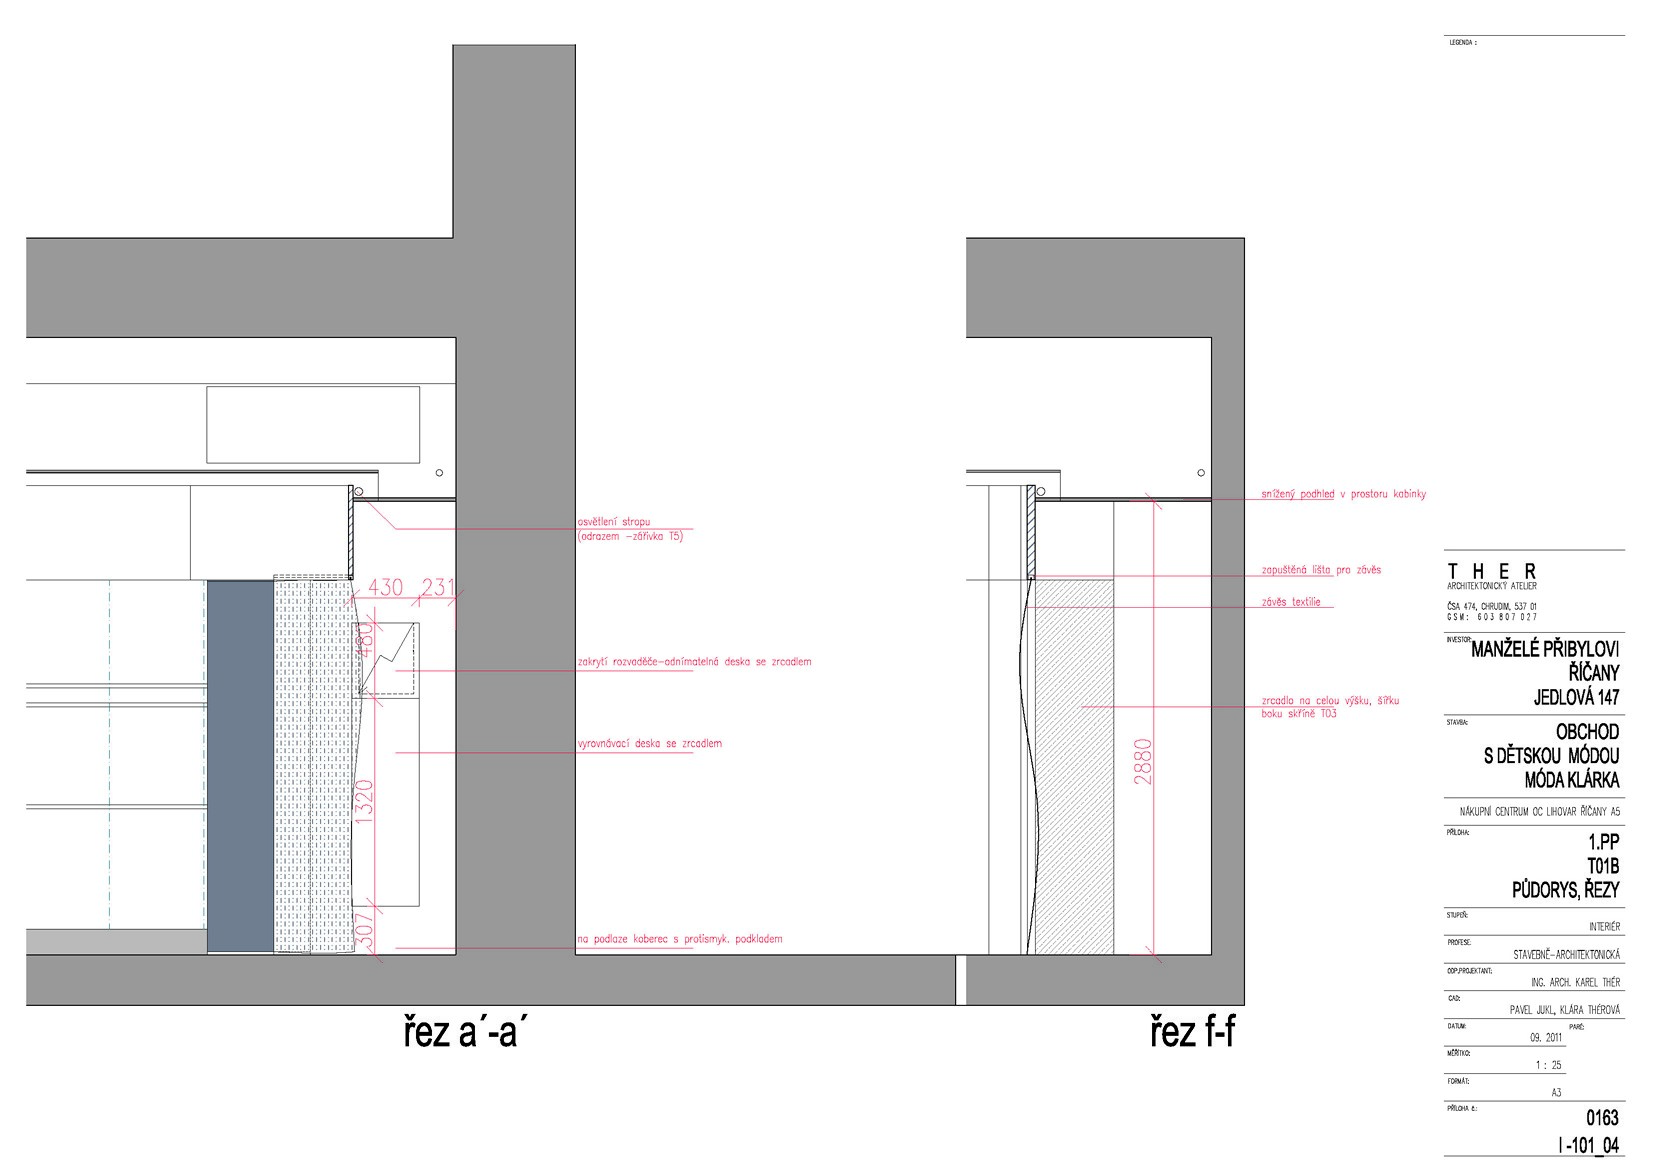 LEGENDA :
osvětlení stropu
(odrazem -zářivka T5)
430
231
480
zakrytí rozvaděče-odnímatelná deska se zrcadlem
vyrovnávací deska se zrcadlem
1320
307
na podlaze koberec s protismyk. podkladem
řez a´-a´
snížený podhled v prostoru kabinky
zapuštěná lišta pro závěs
závěs textilie
zrcadlo na celou výšku, šířku
boku skříně T03
2880
řez f-f
THER
ARCHITEKTONICKÝ ATELIER
ČSA 474, CHRUDIM, 537 01
GSM: 603 807 027
INVESTOR:
MANŽELÉ PŘIBYLOVI
ŘÍČANY
JEDLOVÁ 147
STAVBA:
OBCHOD
S DĚTSKOU MÓDOU
MÓDA KLÁRKA
NÁKUPNÍ CENTRUM OC LIHOVAR ŘÍČANY A5
PŘÍLOHA:
1.PP
T01B
PŮDORYS, ŘEZY
STUPEŇ:
INTERIÉR
PROFESE:
STAVEBNĚ-ARCHITEKTONICKÁ
ODP.PROJEKTANT:
ING. ARCH. KAREL THÉR
CAD:
PAVEL JUKL, KLÁRA THÉROVÁ
DATUM:
PARÉ:
09. 2011
MĚŘÍTKO:
1 : 25
FORMÁT:
A3
PŘÍLOHA č.:
0163
I -101_04